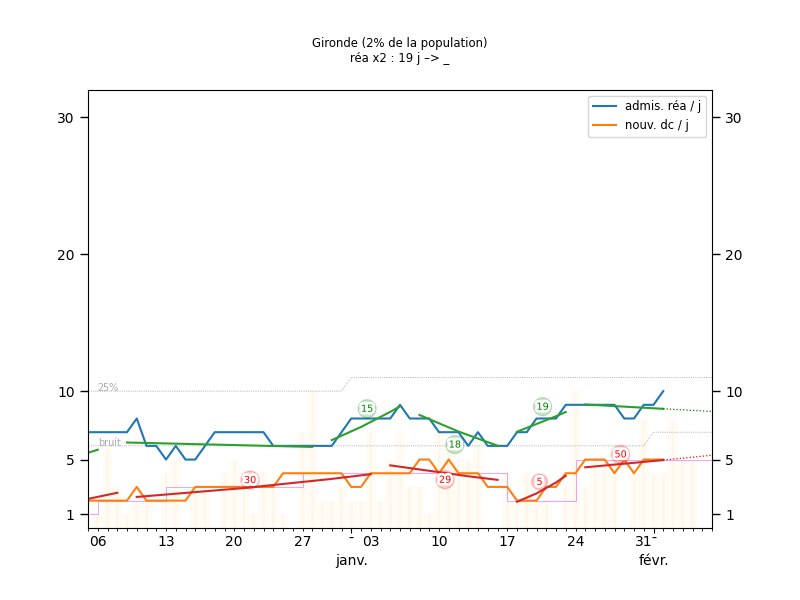 Gironde (2% de la population)
réa x2 : 19 j –> _
admis. réa / j
nouv. dc / j
30 30
20 20
25%
10 10
15
19
18
bruit
50
5 5
30
29
5
1 1
06 13 20 27 - 03 10 17 24 31 -
janv. févr.